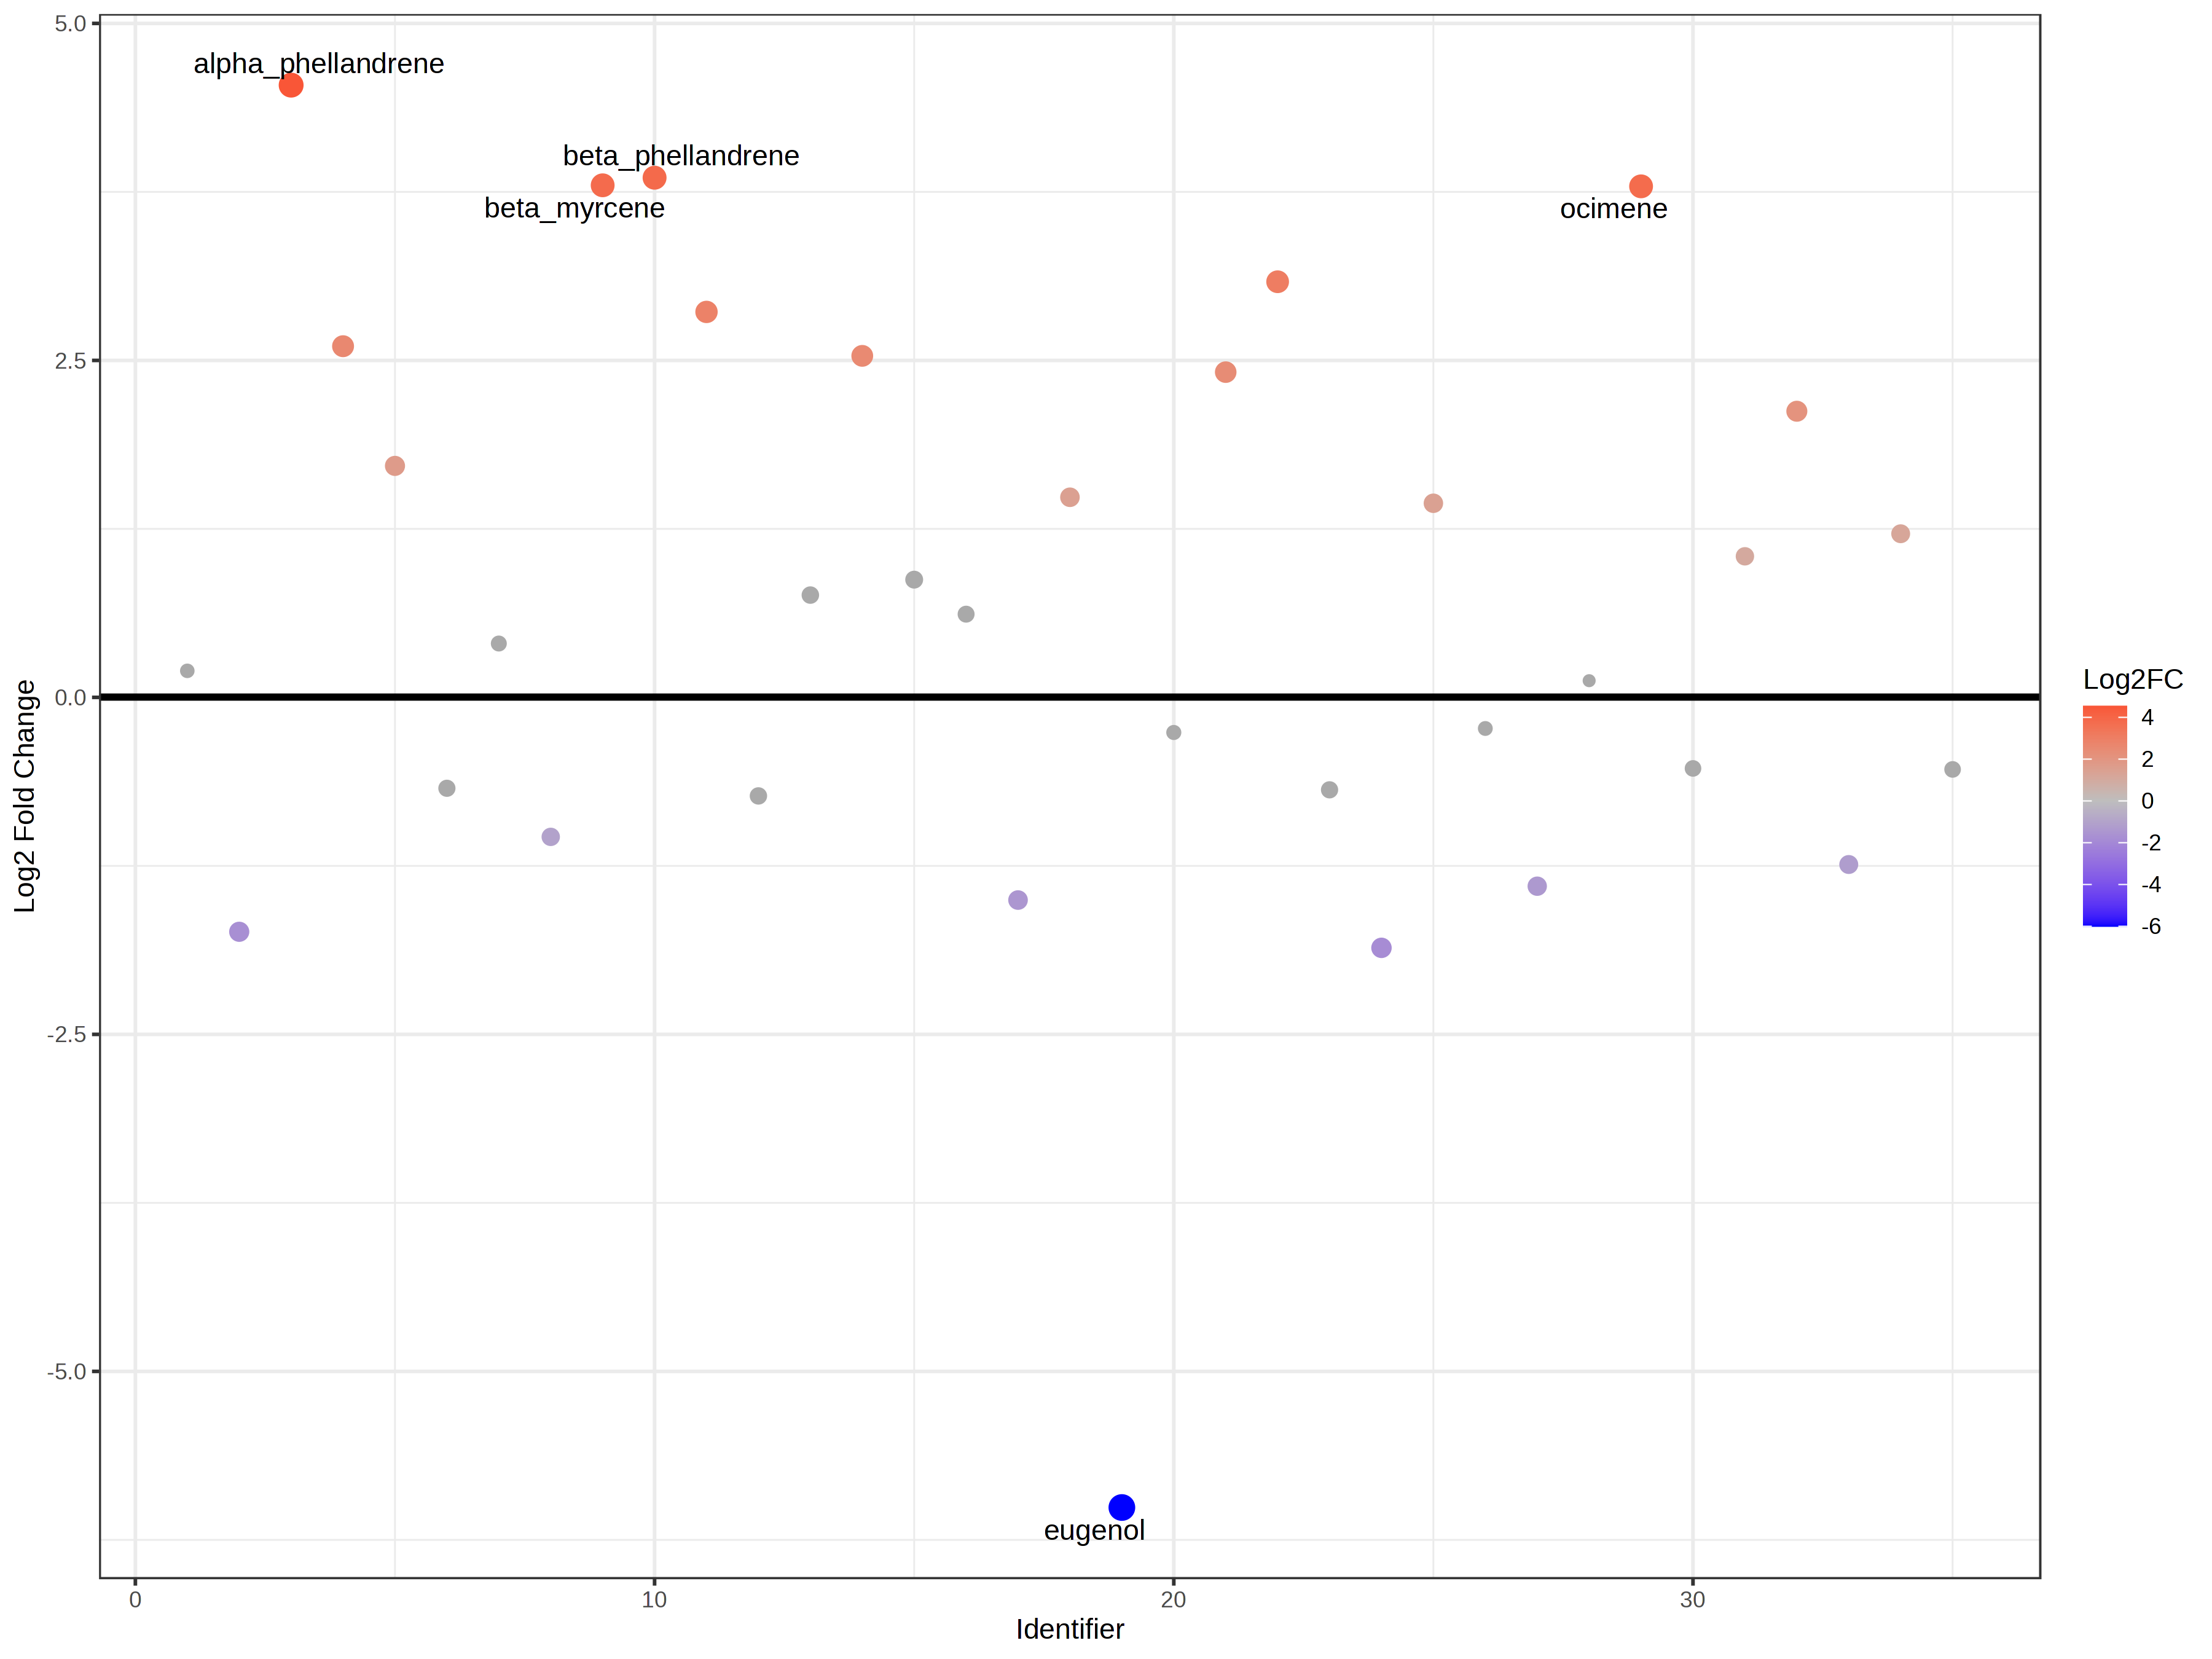 5.0
alpha_phellandrene
beta_phellandrene
beta_myrcene
ocimene
2.5
0.0
-2.5
-5.0
eugenol
0
10
20
30
Identifier
Log2 Fold Change
Log2FC
4
2
0
-2
-4
-6